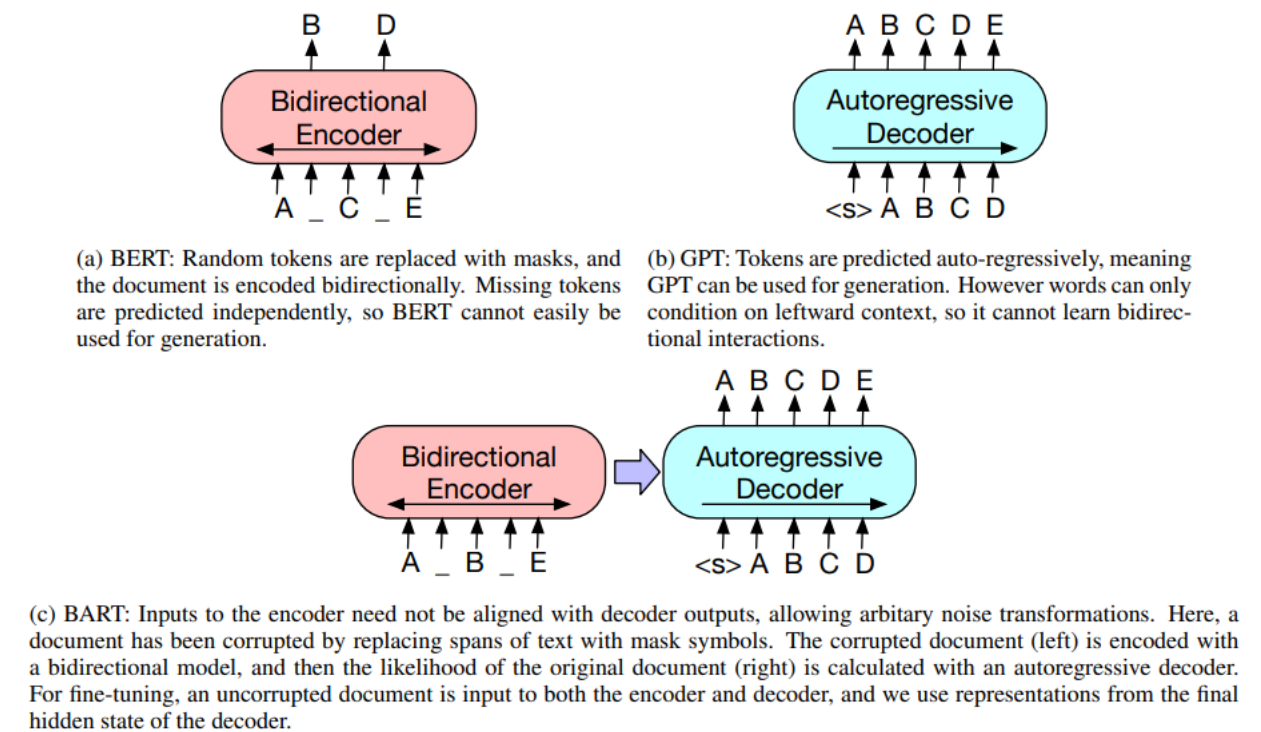 B D
A B C D E
Bidirectional
Encoder
Autoregressive
Decoder
A _ C _ E
<s> A B C D
(a) BERT: Random tokens are replaced with masks, and
the document is encoded bidirectionally. Missing tokens
are predicted independently, so BERT cannot easily be
used for generation.
(b) GPT: Tokens are predicted auto-regressively, meaning
GPT can be used for generation. However words can only
condition on leftward context, so it cannot learn bidirec-
tional interactions.
A B C D E
Bidirectional
Encoder
Autoregressive
Decoder
A _ B _ E
<s> A B C D
(c) BART: Inputs to the encoder need not be aligned with decoder outputs, allowing arbitary noise transformations. Here, a
document has been corrupted by replacing spans of text with mask symbols. The corrupted document (left) is encoded with
a bidirectional model, and then the likelihood of the original document (right) is calculated with an autoregressive decoder.
For fine-tuning, an uncorrupted document is input to both the encoder and decoder, and we use representations from the final
hidden state of the decoder.